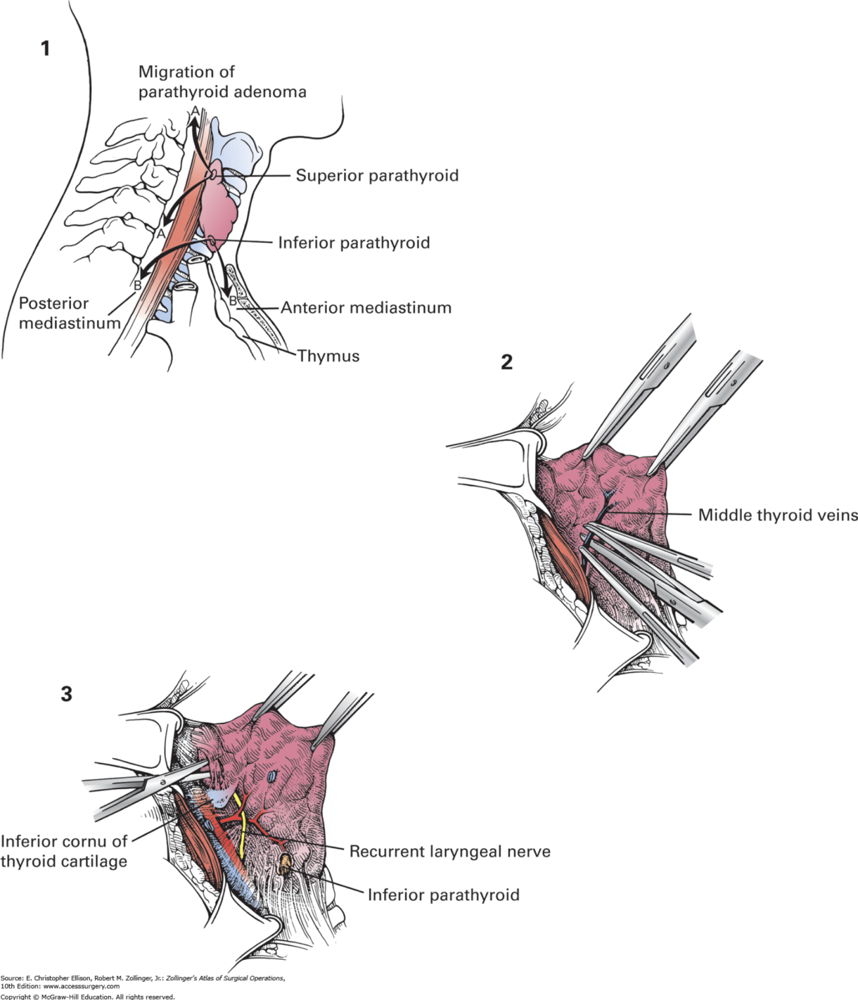 1
Migration of
parathyroid adenoma
A
Superior parathyroid
A
Inferior parathyroid
B
B
Posterior
mediastinum
Anterior mediastinum
Thymus
2
Middle thyroid veins
3
Inferior cornu of
thyroid cartilage
Recurrent laryngeal nerve
Inferior parathyroid
Source: E. Christopher Ellison, Robert M. Zollinger, Jr.: Zollinger's Atlas of Surgical Operations,
10th Edition: www.accesssurgery.com
Copyright © McGraw-Hill Education. All rights reserved.